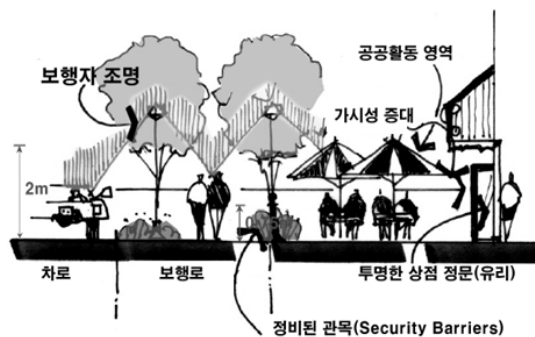 공공활동 영역
보행자 조명
가시성 증대
2m
차로
보행로
투명한 상점 정문(유리)
정비된 관목(Security Barriers)